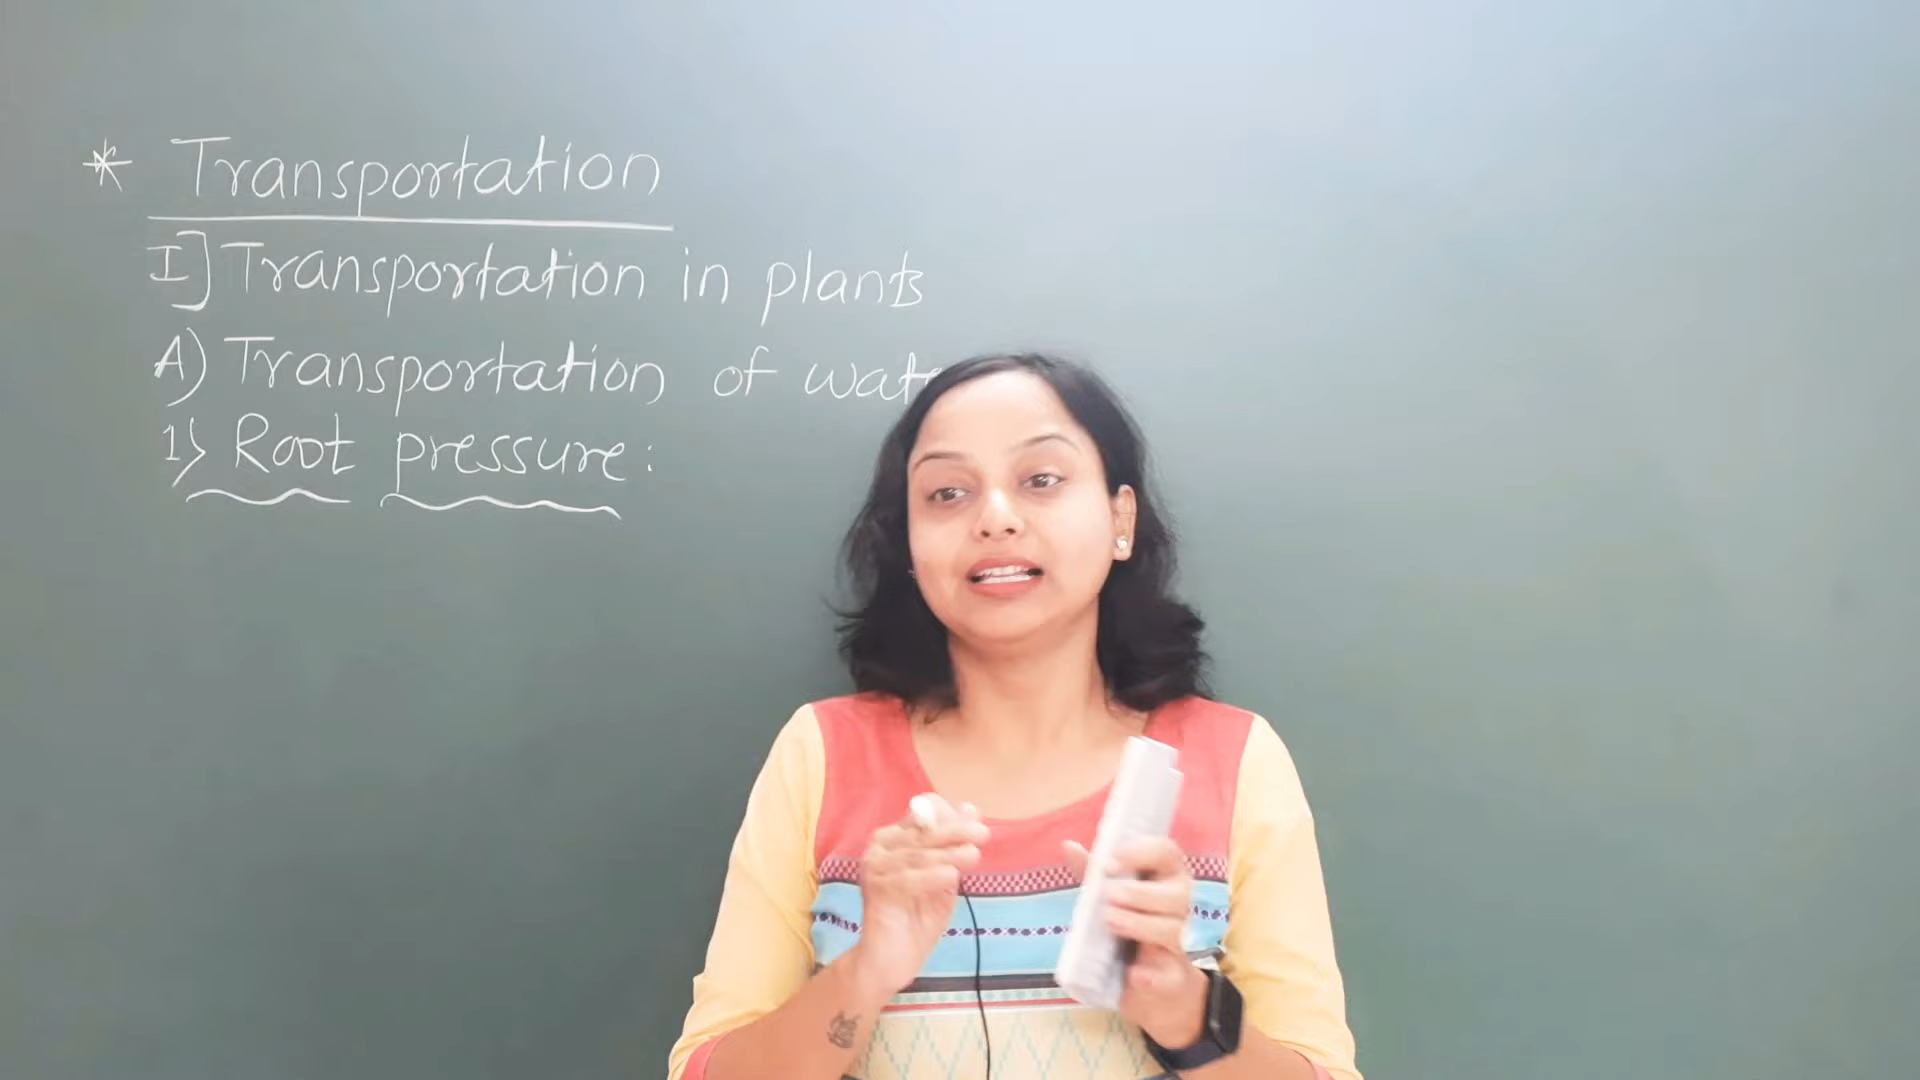 * Transportation
I] Transportation in plants
A) Transportation of
1) Root pressure: